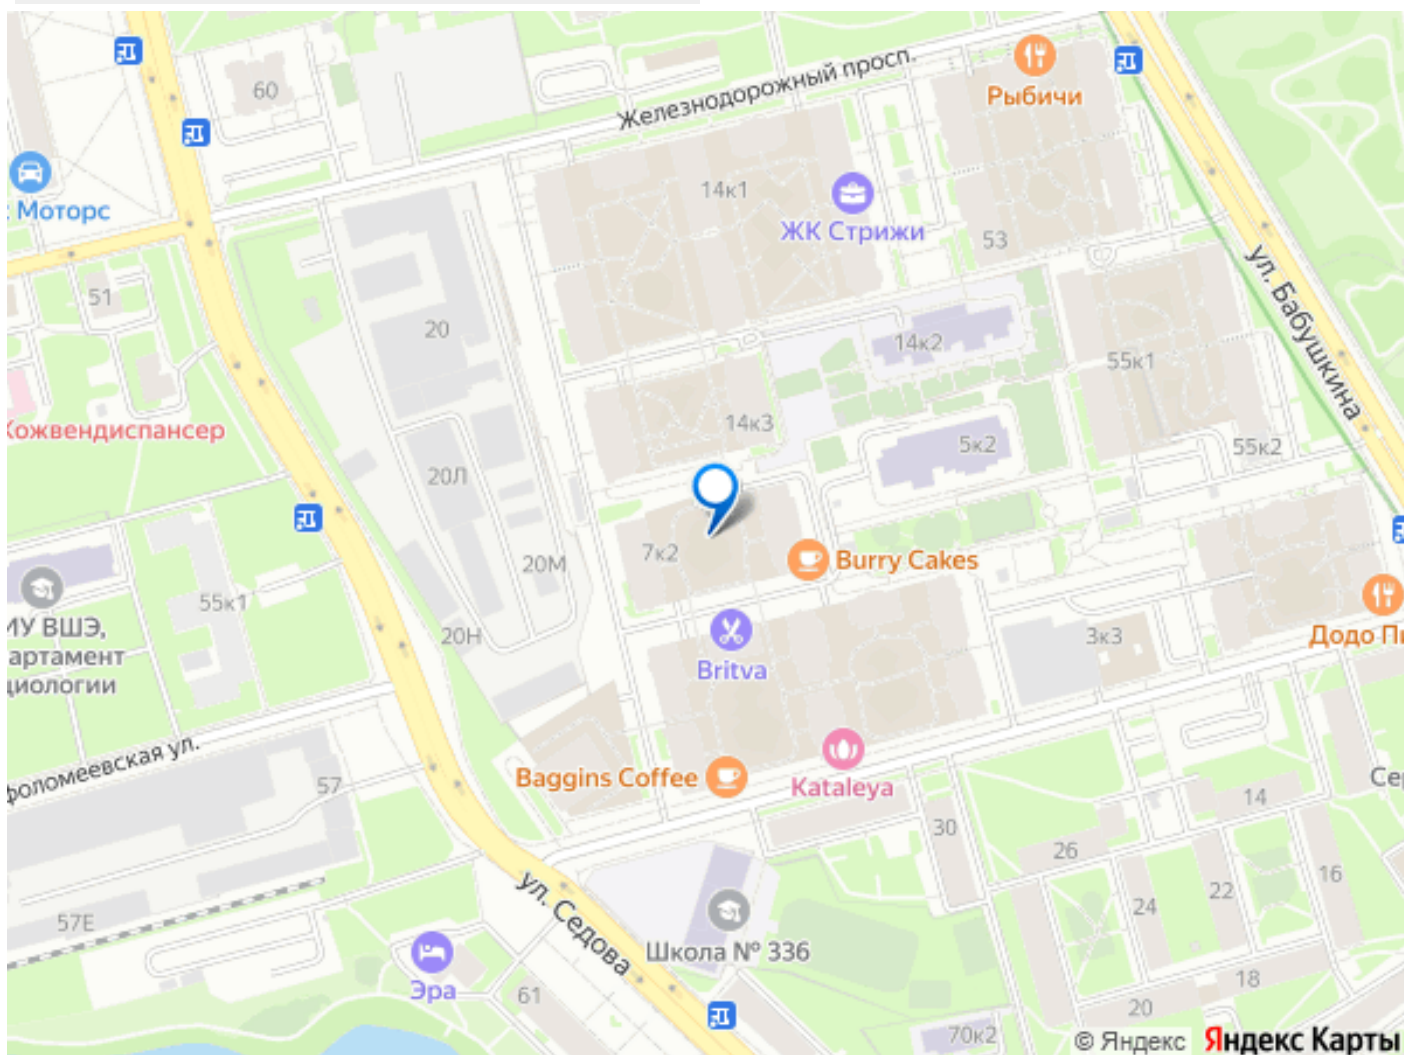 60
Железнодорожный просп.
Рыбичи
Моторс
14к1
ЖК Стрижи
53
51
20
14к2
ул. Бабушкина
55к1
Кожвендиспансер
14к3
5к2
55к2
20Л
7к2
Burry Cakes
20М
55к1
ИУ ВШЭ,
артамент
циологии
20Н
Britva
3к3
Додо Пи
фоломеевская ул.
57
Baggins Coffee
Kataleya
Сер
14
30
26
16
22
24
57Е
ул. Седова
Школа № 336
Эра
61
18
20
70к2
© Яндекс Яндекс Карты